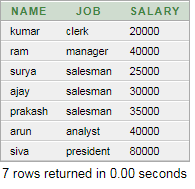 NAME JOB SALARY
kumar clerk 20000
ram manager 40000
surya salesman 25000
ajay salesman 30000
prakash salesman 35000
arun analyst 40000
siva president 80000
7 rows returned in 0.00 seconds